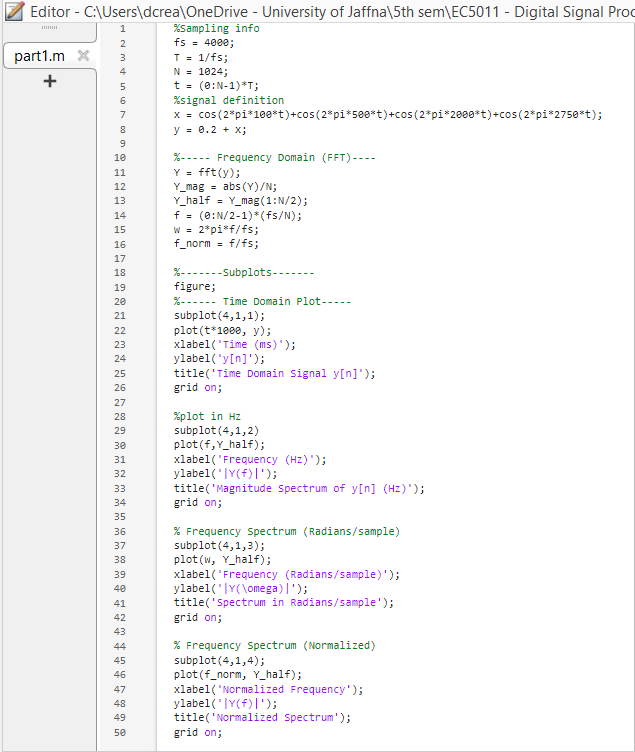 Editor - C:\Users\dcrea\OneDrive - University of Jaffna\5th sem\EC5011 - Digital Signal Proc
part1.m
1 %Sampling info
2 fs = 4000;
3 T = 1/fs;
4 N = 1024;
5 t = (0:N-1)*T;
6 %signal definition
7 x = cos(2*pi*100*t)+cos(2*pi*500*t)+cos(2*pi*2000*t)+cos(2*pi*2750*t);
8 y = 0.2 + x;
9
10 %----- Frequency Domain (FFT)----
11 Y = fft(y);
12 Y_mag = abs(Y)/N;
13 Y_half = Y_mag(1:N/2);
14 f = (0:N/2-1)*(fs/N);
15 w = 2*pi*f/fs;
16 f_norm = f/fs;
17
18 %-------Subplots-------
19 figure;
20 %------ Time Domain Plot-----
21 subplot(4,1,1);
22 plot(t*1000, y);
23 xlabel('Time (ms)');
24 ylabel('y[n]');
25 title('Time Domain Signal y[n]');
26 grid on;
27
28 %plot in Hz
29 subplot(4,1,2)
30 plot(f,Y_half);
31 xlabel('Frequency (Hz)');
32 ylabel('|Y(f)|');
33 title('Magnitude Spectrum of y[n] (Hz)');
34 grid on;
35
36 % Frequency Spectrum (Radians/sample)
37 subplot(4,1,3);
38 plot(w, Y_half);
39 xlabel('Frequency (Radians/sample)');
40 ylabel('|Y(\omega)|');
41 title('Spectrum in Radians/sample');
42 grid on;
43
44 % Frequency Spectrum (Normalized)
45 subplot(4,1,4);
46 plot(f_norm, Y_half);
47 xlabel('Normalized Frequency');
48 ylabel('|Y(f)|');
49 title('Normalized Spectrum');
50 grid on;